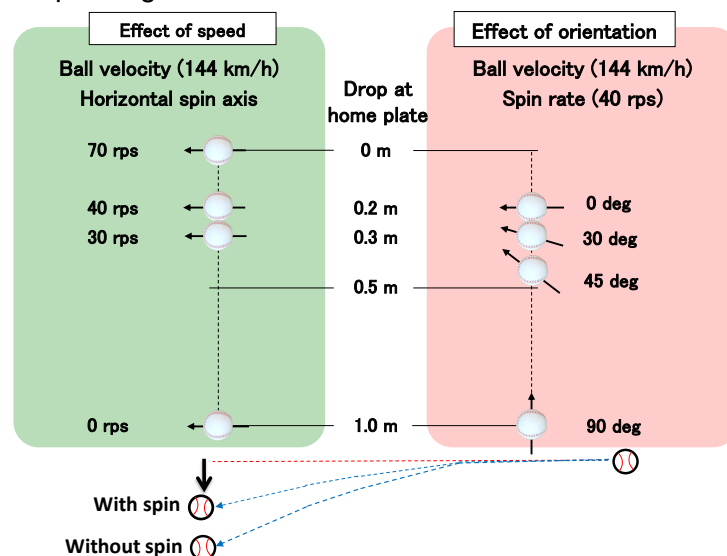 Effect of speed
Ball velocity (144 km/h)
Horizontal spin axis
70 rps
40 rps
30 rps
0 rps
Drop at
home plate
0 m
0.2 m
0.3 m
0.5 m
1.0 m
Effect of orientation
Ball velocity (144 km/h)
Spin rate (40 rps)
0 deg
30 deg
45 deg
90 deg
With spin
Without spin